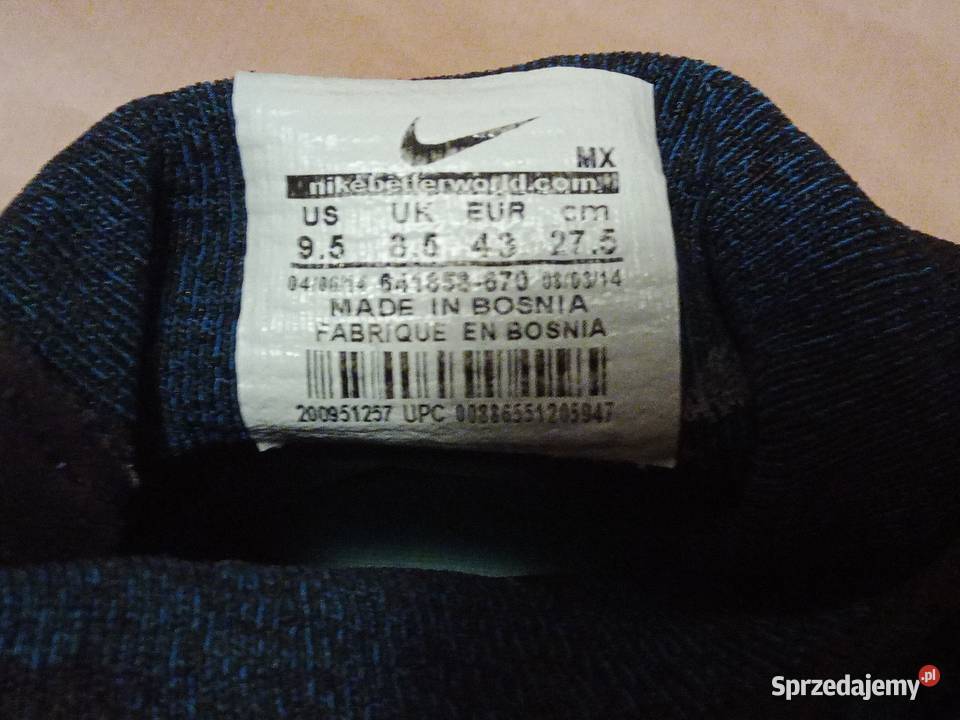 MX
nikebetterworld.com
US UK EUR cm
9.5 8.5 43 27.5
04/06/14 641858-670 08/03/14
MADE IN BOSNIA
FABRIQUE EN BOSNIA
200951257 UPC 00886551205947
Sprzedajemy.pl